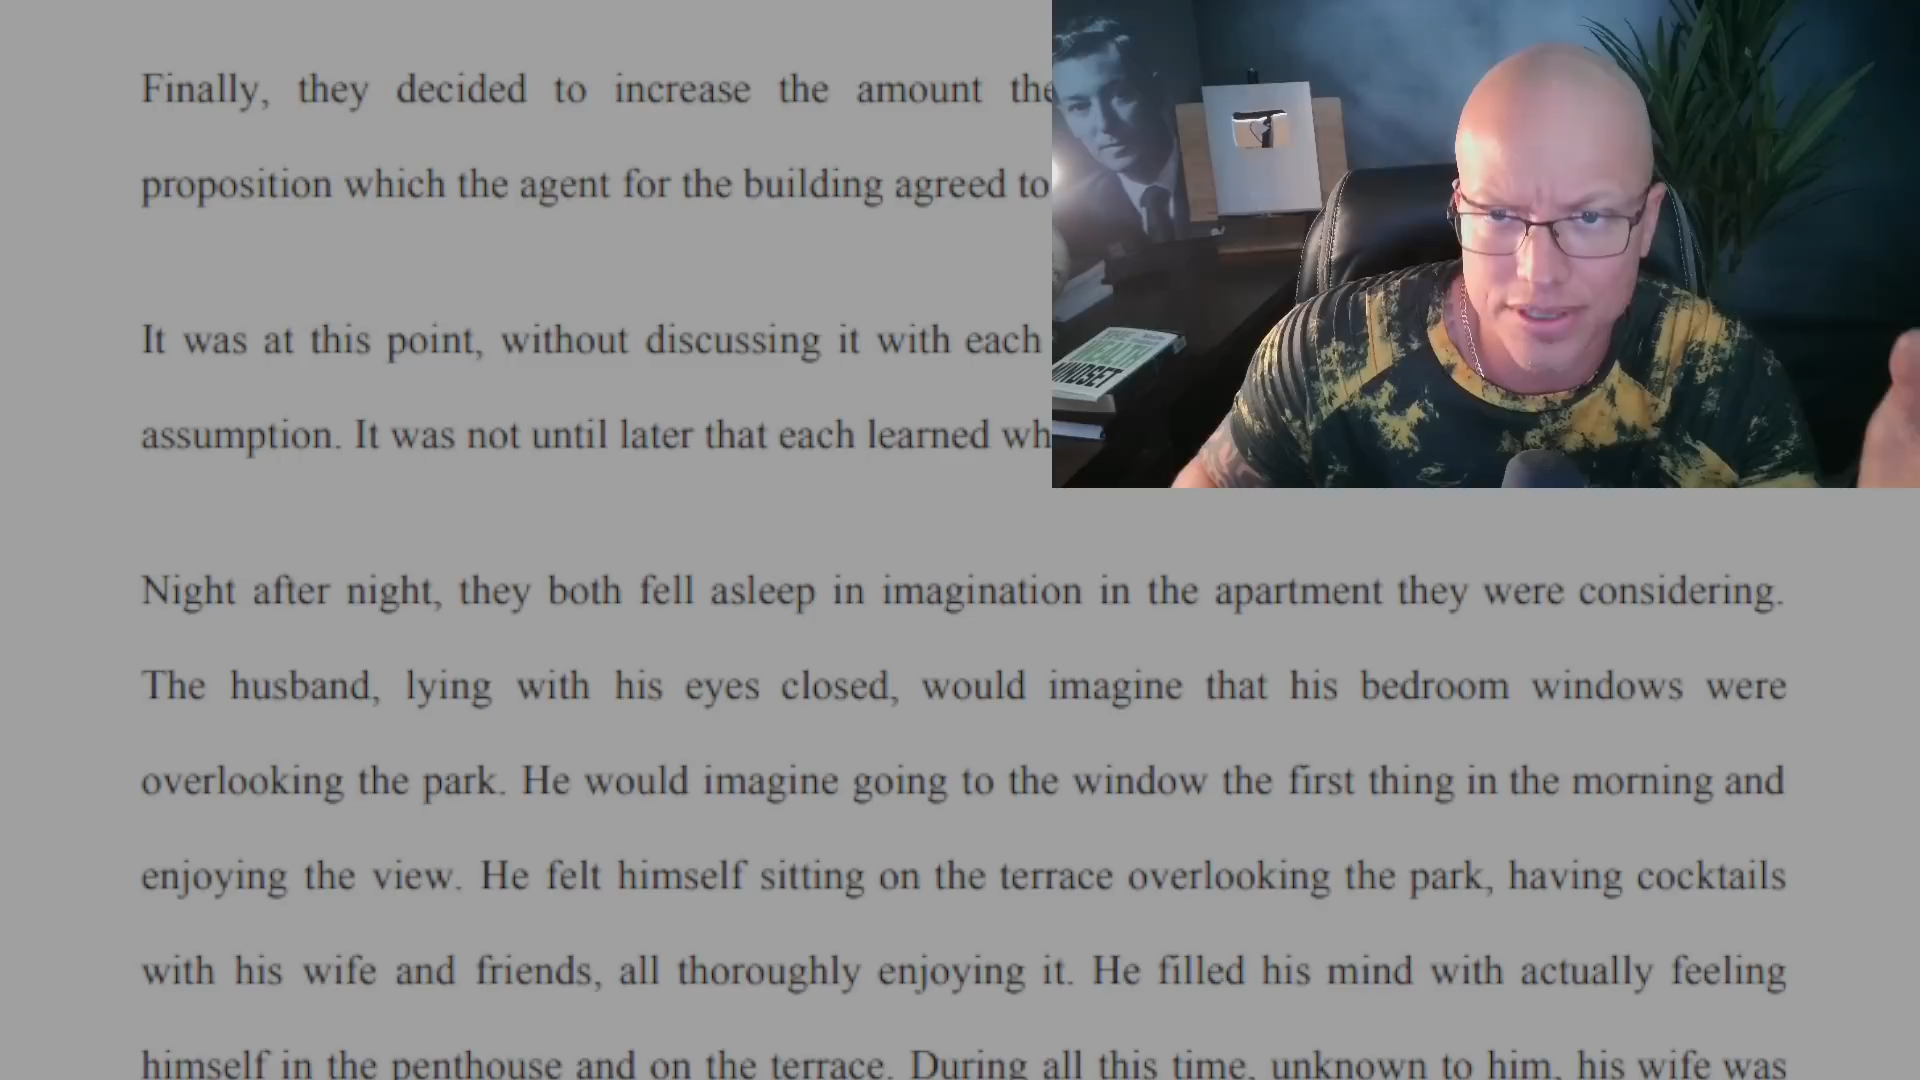 Finally, they decided to increase the amount
proposition which the agent for the building agreed to
It was at this point, without discussing it with each
assumption. It was not until later that each learned
Night after night, they both fell asleep in imagination in the apartment they were considering.
The husband, lying with his eyes closed, would imagine that his bedroom windows were
overlooking the park. He would imagine going to the window the first thing in the morning and
enjoying the view. He felt himself sitting on the terrace overlooking the park, having cocktails
with his wife and friends, all thoroughly enjoying it. He filled his mind with actually feeling
himself in the penthouse and on the terrace. During all this time, unknown to him, his wife was
MINDSET